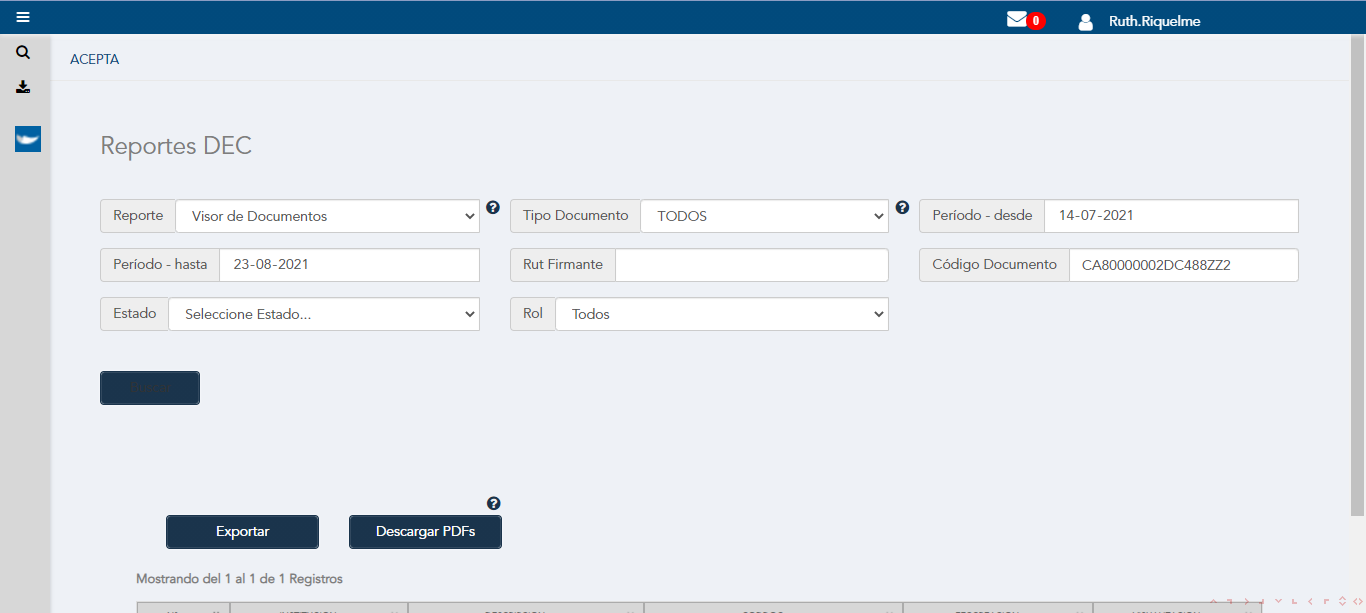 0 Ruth.Riquelme
ACEPTA
Reportes DEC
Reporte Visor de Documentos Tipo Documento TODOS Período - desde 14-07-2021
Período - hasta 23-08-2021 Rut Firmante Código Documento CA80000002DC488ZZ2
Estado Seleccione Estado... Rol Todos
Exportar Descargar PDFs
Mostrando del 1 al 1 de 1 Registros